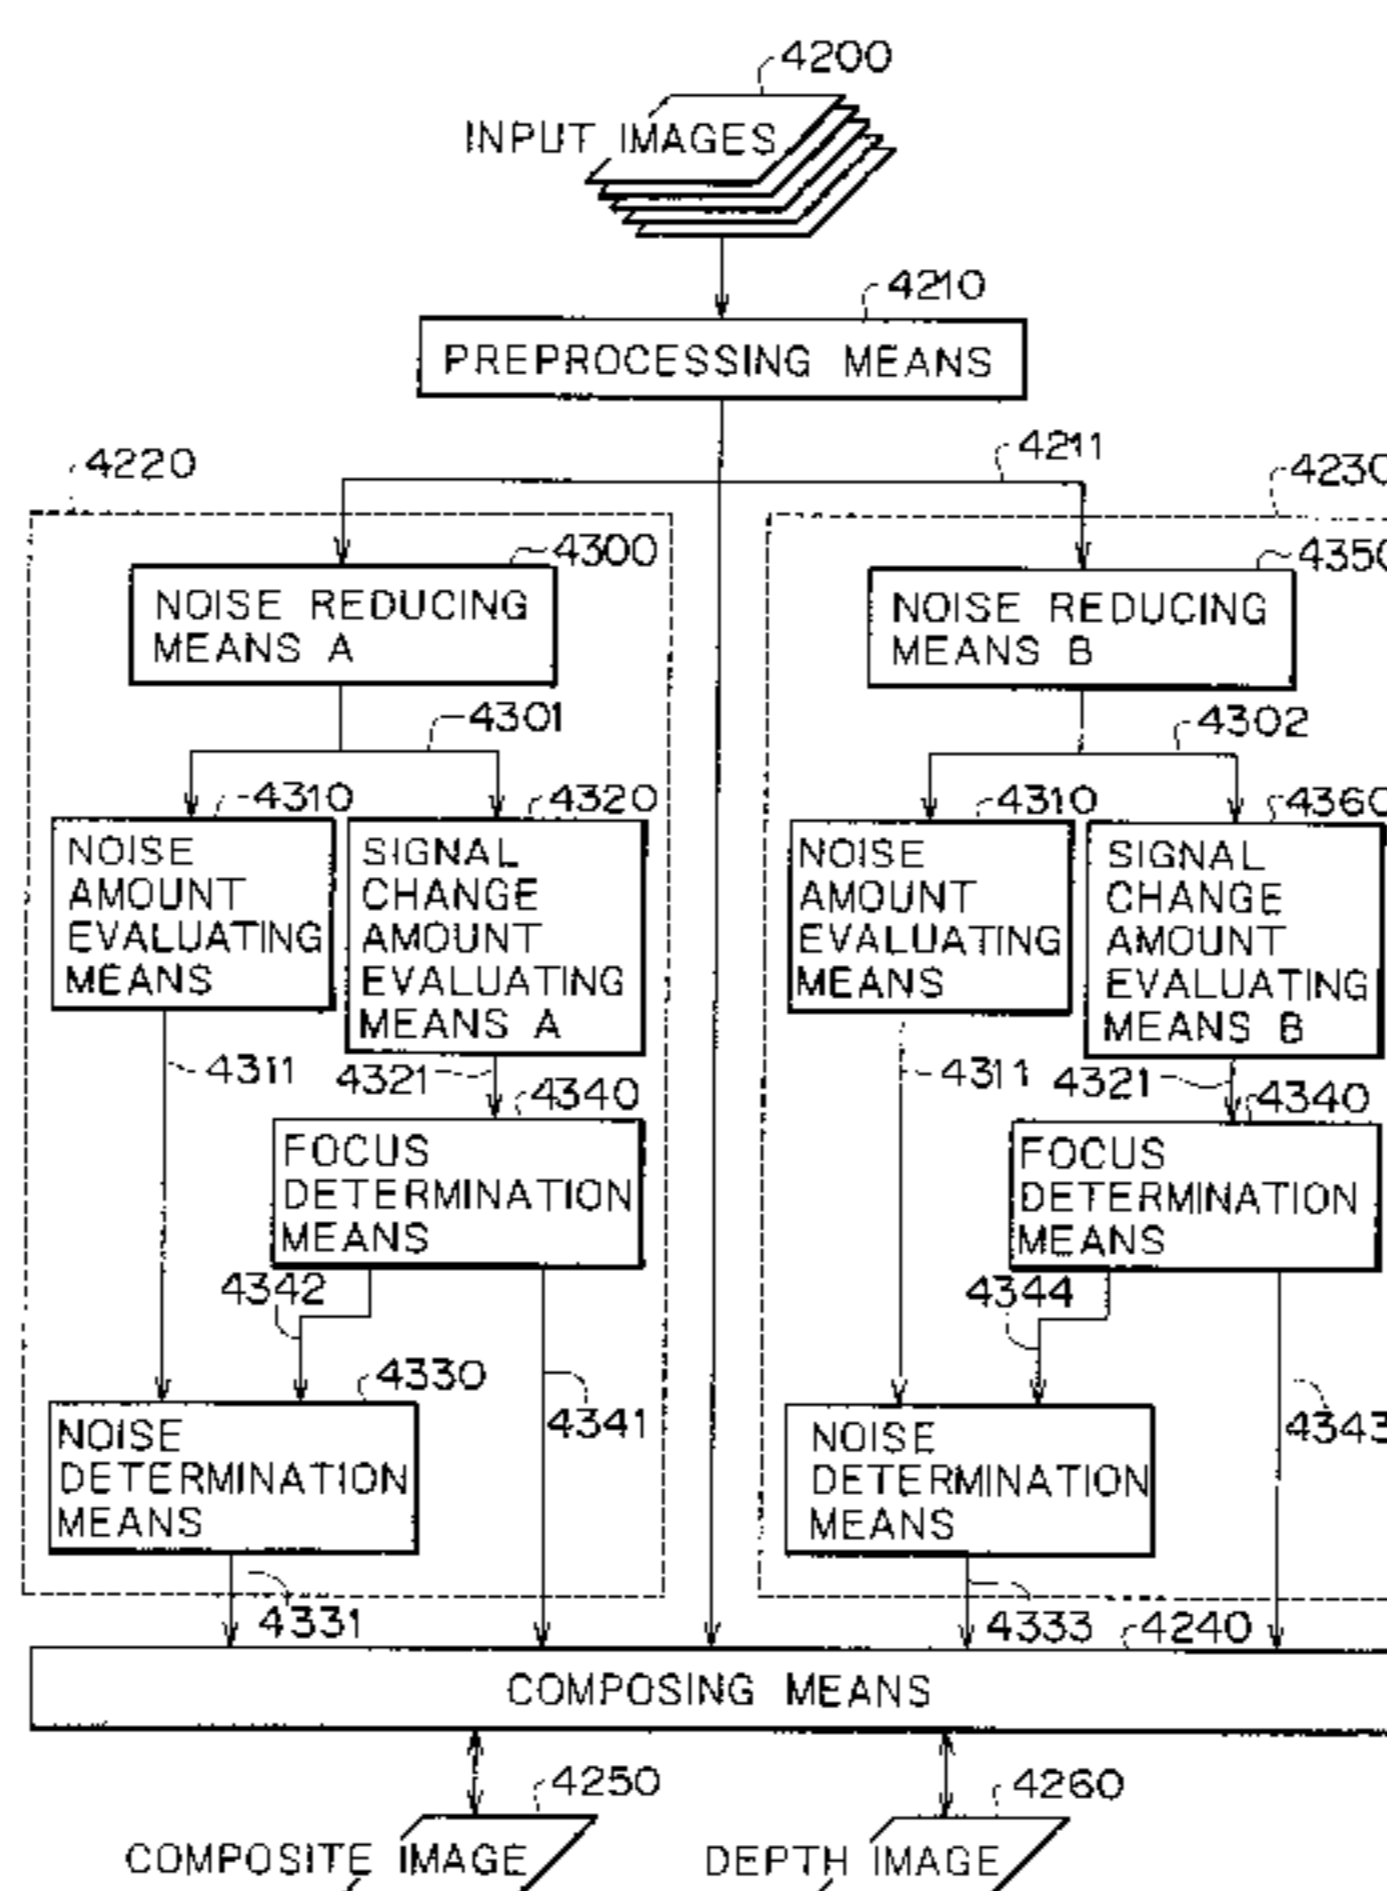 4200
INPUT IMAGES
4210
PREPROCESSING MEANS
4211
4220
4230
4300
NOISE REDUCING
MEANS A
4350
NOISE REDUCING
MEANS B
4301
4302
4310
NOISE
AMOUNT
EVALUATING
MEANS
4320
SIGNAL
CHANGE
AMOUNT
EVALUATING
MEANS A
4310
NOISE
AMOUNT
EVALUATING
MEANS
4360
SIGNAL
CHANGE
AMOUNT
EVALUATING
MEANS B
4311
4321
4340
FOCUS
DETERMINATION
MEANS
4311
4321
4340
FOCUS
DETERMINATION
MEANS
4342
4344
4330
4341
4343
NOISE
DETERMINATION
MEANS
NOISE
DETERMINATION
MEANS
4331
4333
4240
COMPOSING MEANS
4250
COMPOSITE IMAGE
4260
DEPTH IMAGE